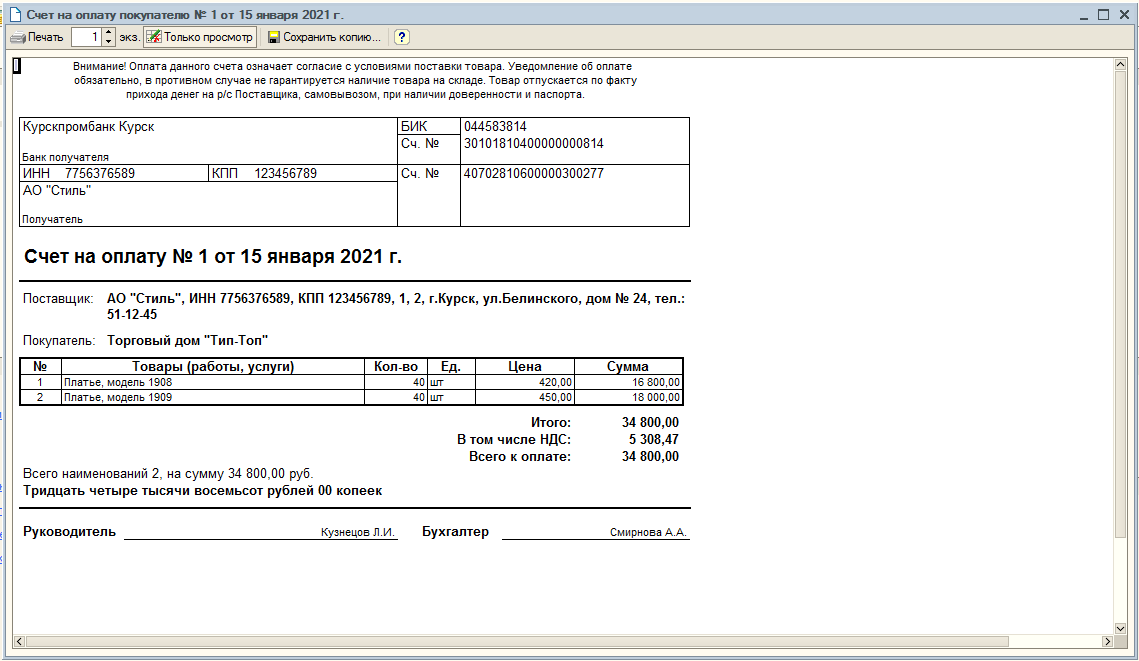 Счет на оплату покупателю № 1 от 15 января 2021 г.
Печать 1 экз. Только просмотр Сохранить копию... ?
Внимание! Оплата данного счета означает согласие с условиями поставки товара. Уведомление об оплате
обязательно, в противном случае не гарантируется наличие товара на складе. Товар отпускается по факту
прихода денег на р/с Поставщика, самовывозом, при наличии доверенности и паспорта.
Курскпромбанк Курск БИК 044583814
Сч. № 30101810400000000814
Банк получателя
ИНН 7756376589 КПП 123456789 Сч. № 40702810600000300277
АО "Стиль"
Получатель
Счет на оплату № 1 от 15 января 2021 г.
Поставщик: АО "Стиль", ИНН 7756376589, КПП 123456789, 1, 2, г.Курск, ул.Белинского, дом № 24, тел.:
51-12-45
Покупатель: Торговый дом "Тип-Топ"
№ Товары (работы, услуги) Кол-во Ед. Цена Сумма
1 Платье, модель 1908 40 шт 420,00 16 800,00
2 Платье, модель 1909 40 шт 450,00 18 000,00
Итого: 34 800,00
В том числе НДС: 5 308,47
Всего к оплате: 34 800,00
Всего наименований 2, на сумму 34 800,00 руб.
Тридцать четыре тысячи восемьсот рублей 00 копеек
Руководитель Кузнецов Л.И. Бухгалтер Смирнова А.А.